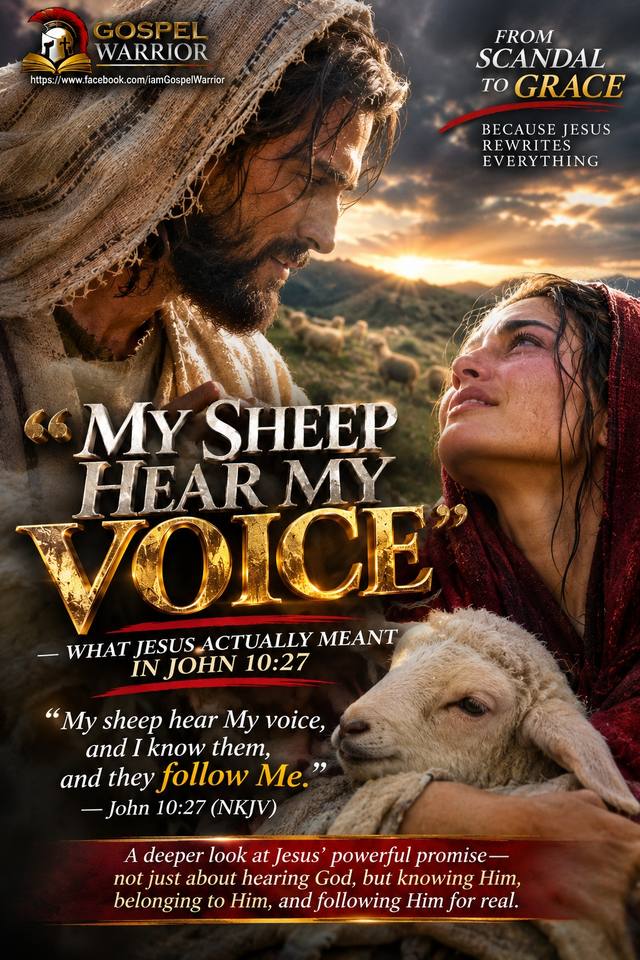 GOSPEL
WARRIOR
https://www.facebook.com/iamGospelWarrior
FROM
SCANDAL
TO GRACE
BECAUSE JESUS
REWRITES
EVERYTHING
“MY SHEEP
HEAR MY
VOICE”
— WHAT JESUS ACTUALLY MEANT
IN JOHN 10:27
“My sheep hear My voice,
and I know them,
and they follow Me.”
— John 10:27 (NKJV)
A deeper look at Jesus’ powerful promise—
not just about hearing God, but knowing Him,
belonging to Him, and following Him for real.